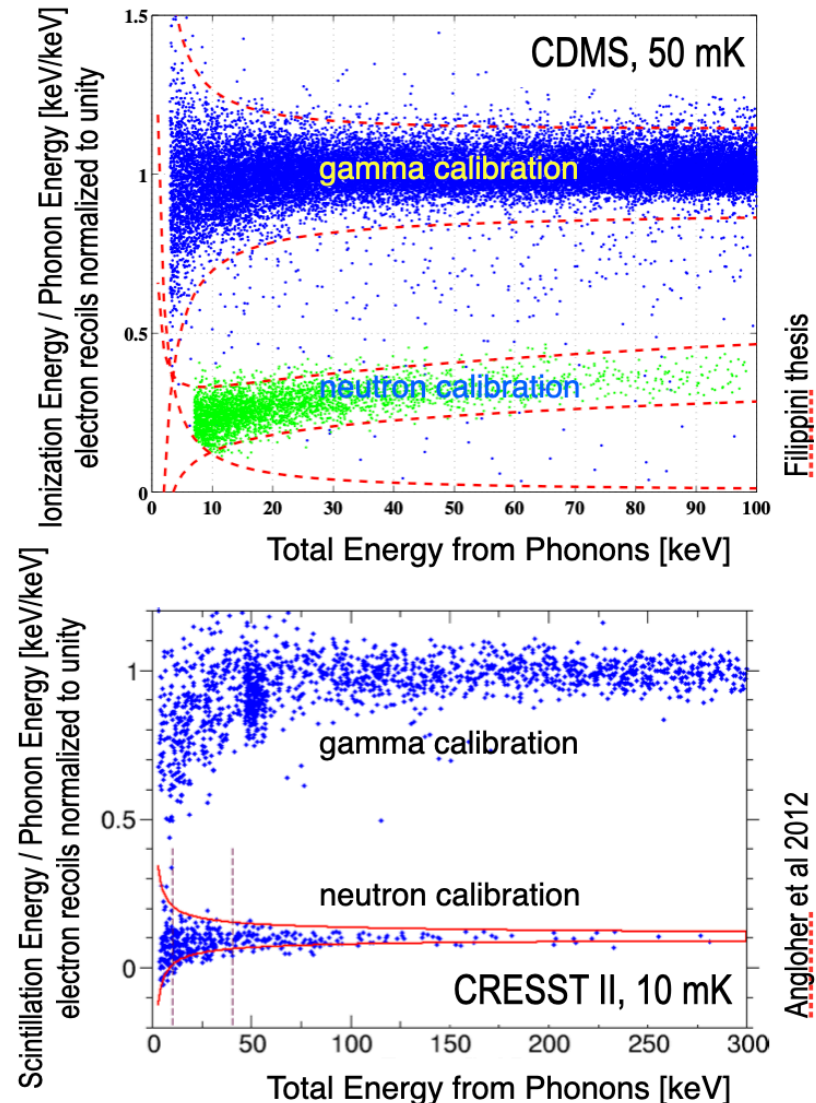 Ionization Energy / Phonon Energy [keV/keV]
electron recoils normalized to unity
1.5
1
0.5
0
CDMS, 50 mK
gamma calibration
neutron calibration
0 10 20 30 40 50 60 70 80 90 100
Total Energy from Phonons [keV]
Filippini thesis
Scintillation Energy / Phonon Energy [keV/keV]
electron recoils normalized to unity
1
0.5
0
gamma calibration
neutron calibration
CRESST II, 10 mK
0 50 100 150 200 250 300
Total Energy from Phonons [keV]
Angloher et al 2012